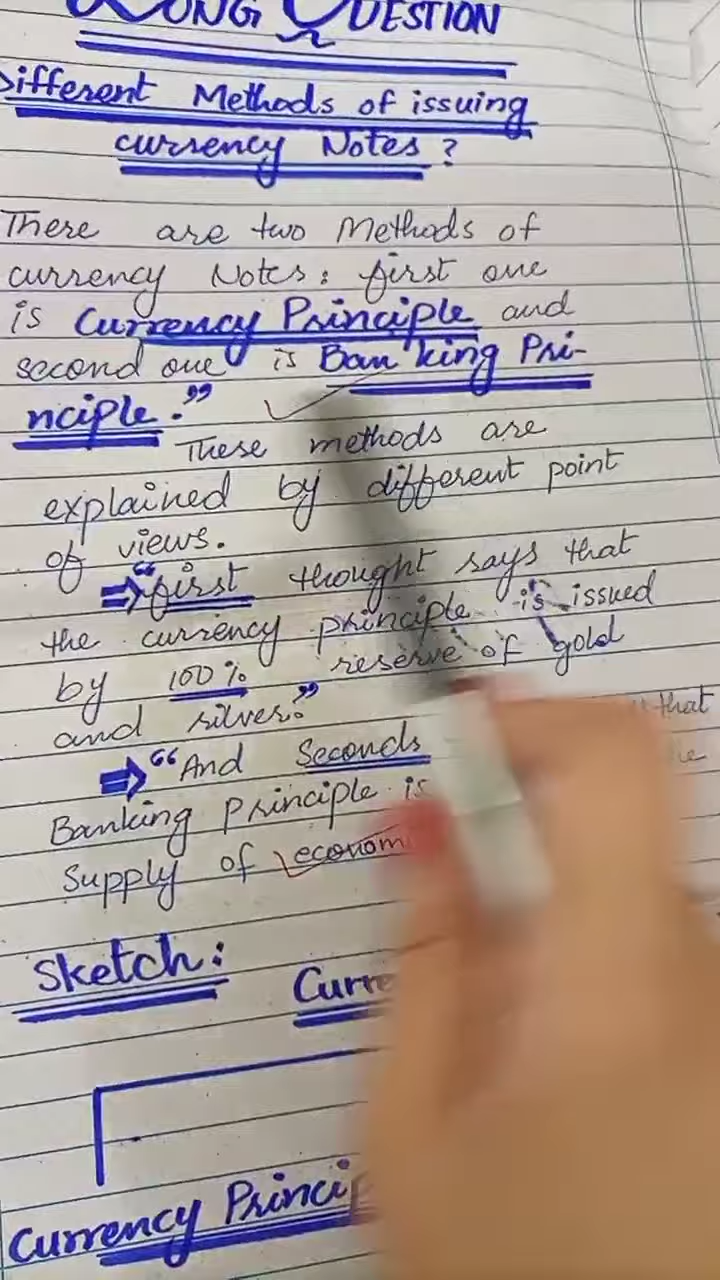 LONG QUESTION
Different Methods of issuing
currency Notes?
There are two Methods of
currency Notes: first one
is Currency Principle and
second one is Banking Pri-
nciple."
These methods are
explained by different point
of views.
⇒ "first thought says that
the currency principle is issued
by 100% reserve of gold
and silver."
⇒ "And Seconds that
Banking Principle is
Supply of
Sketch:
Currency